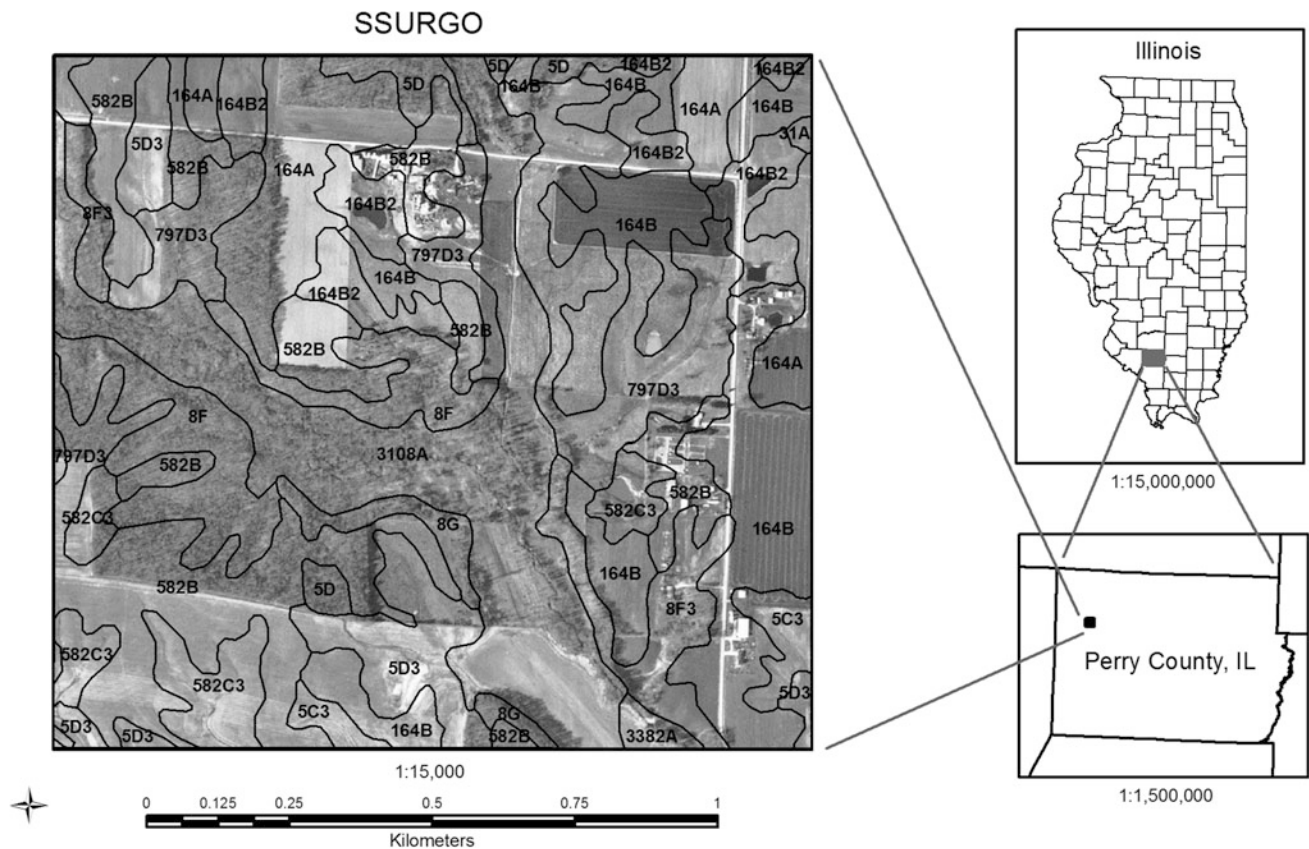 SSURGO
5D
5D
5D
164B2
164B2
164B
164B
164B
582B
164A
164B2
164A
31A
5D3
582B
164A
582B
164B2
164B2
8F3
164B2
797D3
164B
797D3
164B
164B2
582B
582B
164A
797D3
8F
8F
3108A
797D3
582B
582B
582C3
582C3
8G
164B
582B
5D
164B
8F3
5C3
582C3
582C3
5D3
5C3
5D3
5D3
5D3
164B
8G
582B
3382A
1:15,000
0 0.125 0.25 0.5 0.75 1
Kilometers
Illinois
1:15,000,000
Perry County, IL
1:1,500,000